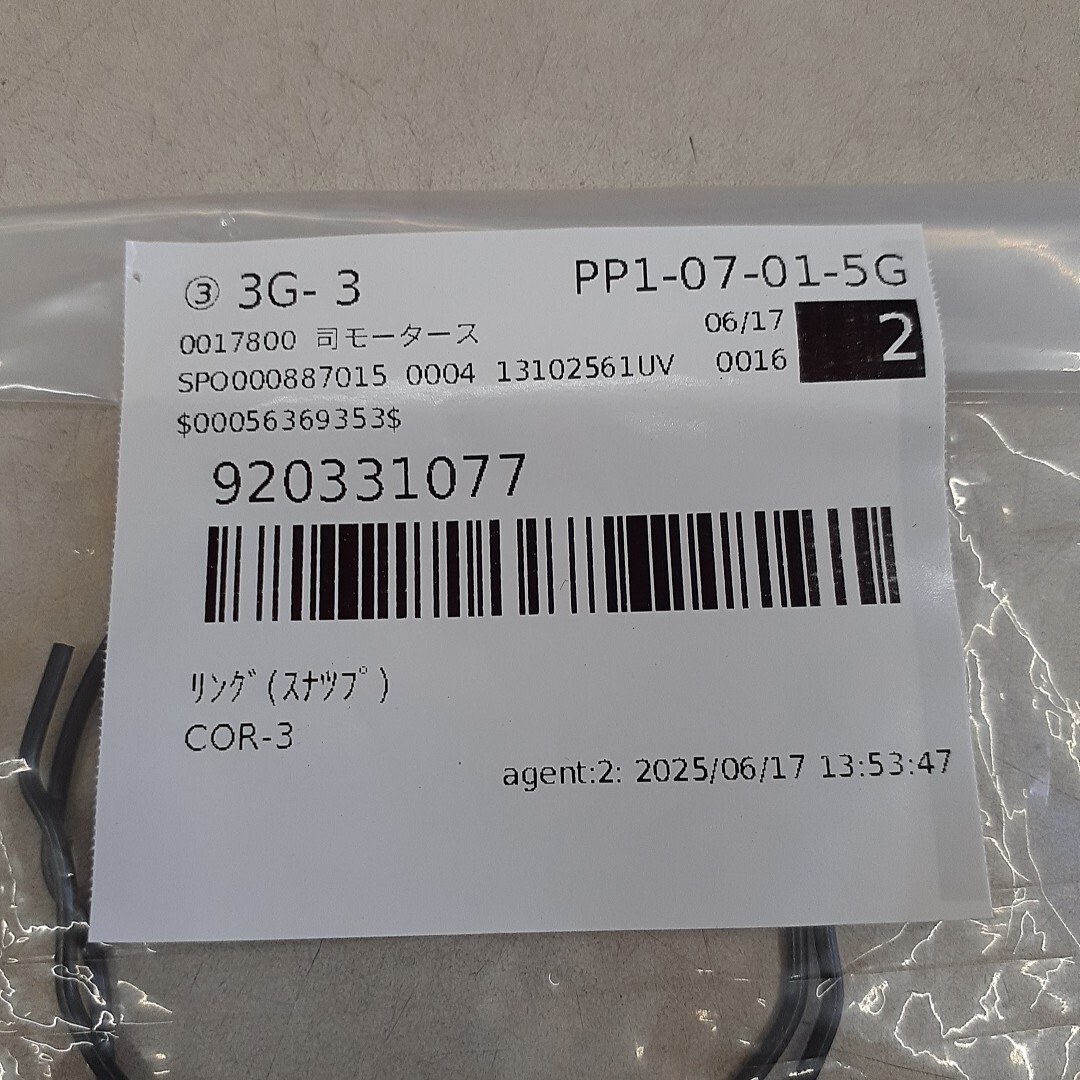 ③ 3G- 3 PP1-07-01-5G
0017800 司モータース 06/17 2
SPO000887015 0004 13102561UV 0016
$00056369353$
920331077
ﾘﾝｸﾞ(ｽﾅﾂﾌﾟ)
COR-3
agent:2: 2025/06/17 13:53:47